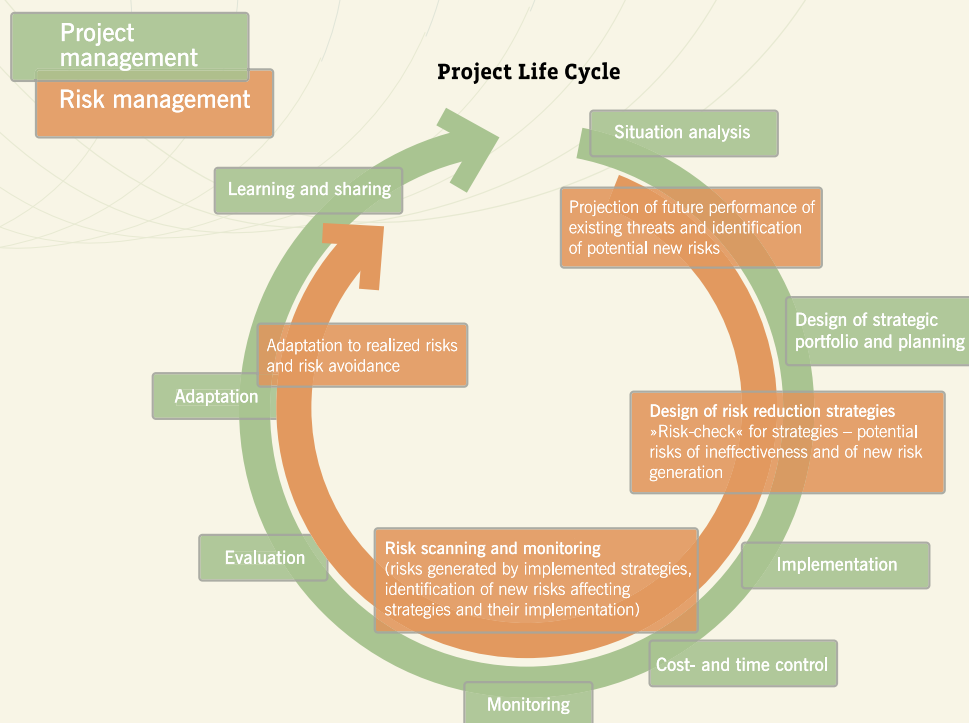 Project
management
Risk management
Project Life Cycle
Situation analysis
Projection of future performance of
existing threats and identification
of potential new risks
Design of strategic
portfolio and planning
Design of risk reduction strategies
»Risk-check« for strategies – potential
risks of ineffectiveness and of new risk
generation
Implementation
Cost- and time control
Risk scanning and monitoring
(risks generated by implemented strategies,
identification of new risks affecting
strategies and their implementation)
Monitoring
Evaluation
Adaptation
Adaptation to realized risks
and risk avoidance
Learning and sharing